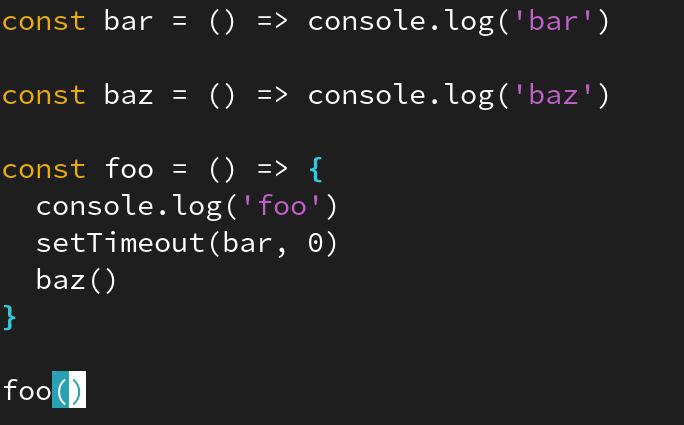 const bar = () => console.log('bar')
const baz = () => console.log('baz')
const foo = () => {
  console.log('foo')
  setTimeout(bar, 0)
  baz()
}
foo()